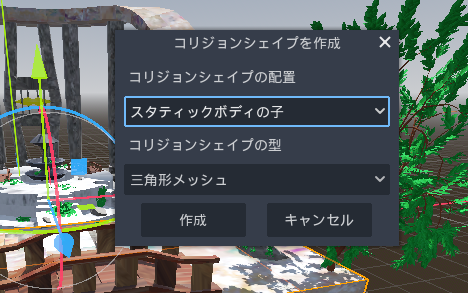 コリジョンシェイプを作成
コリジョンシェイプの配置
スタティックボディの子
コリジョンシェイプの型
三角形メッシュ
作成
キャンセル